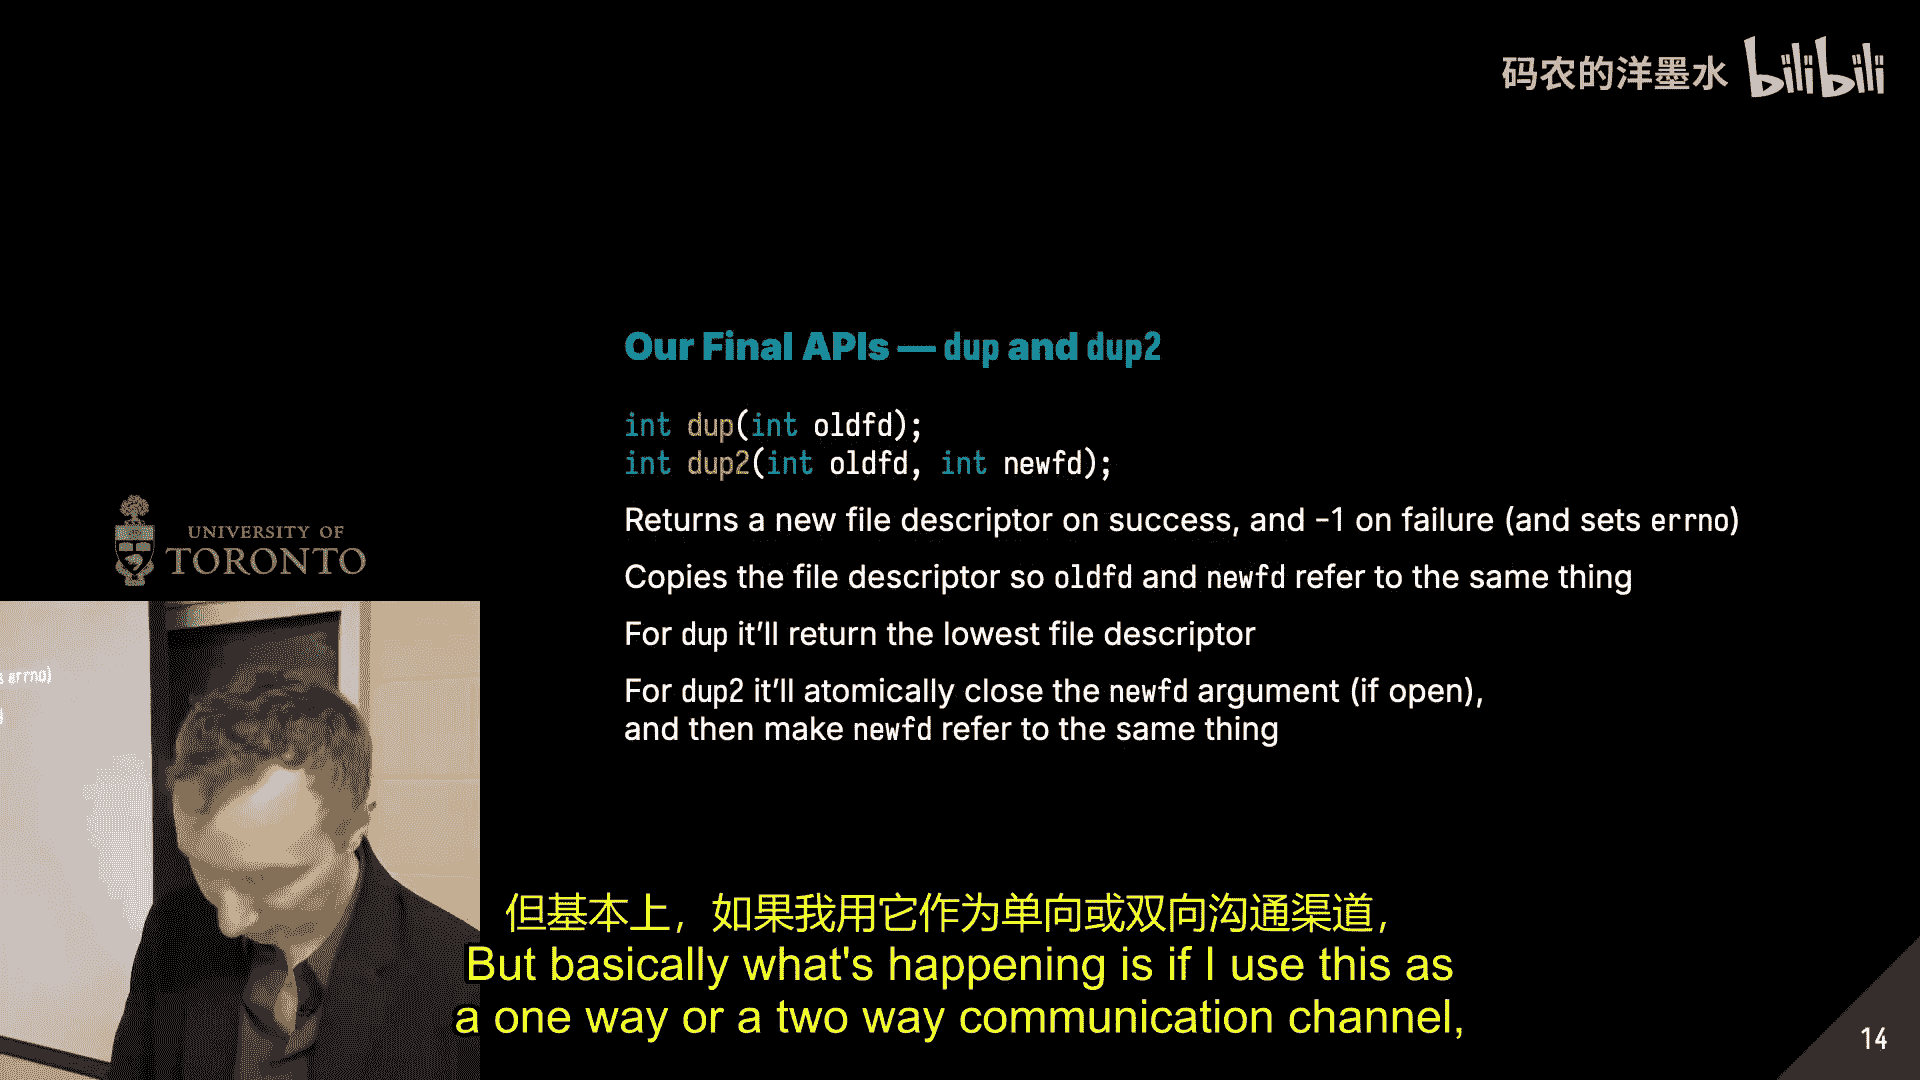 码农的洋墨水 bilibili
Our Final APIs — dup and dup2
int dup(int oldfd);
int dup2(int oldfd, int newfd);
Returns a new file descriptor on success, and -1 on failure (and sets errno)
Copies the file descriptor so oldfd and newfd refer to the same thing
For dup it’ll return the lowest file descriptor
For dup2 it’ll atomically close the newfd argument (if open),
and then make newfd refer to the same thing
UNIVERSITY OF
TORONTO
s errno)
但基本上，如果我用它作为单向或双向沟通渠道，
But basically what's happening is if I use this as
a one way or a two way communication channel,
14